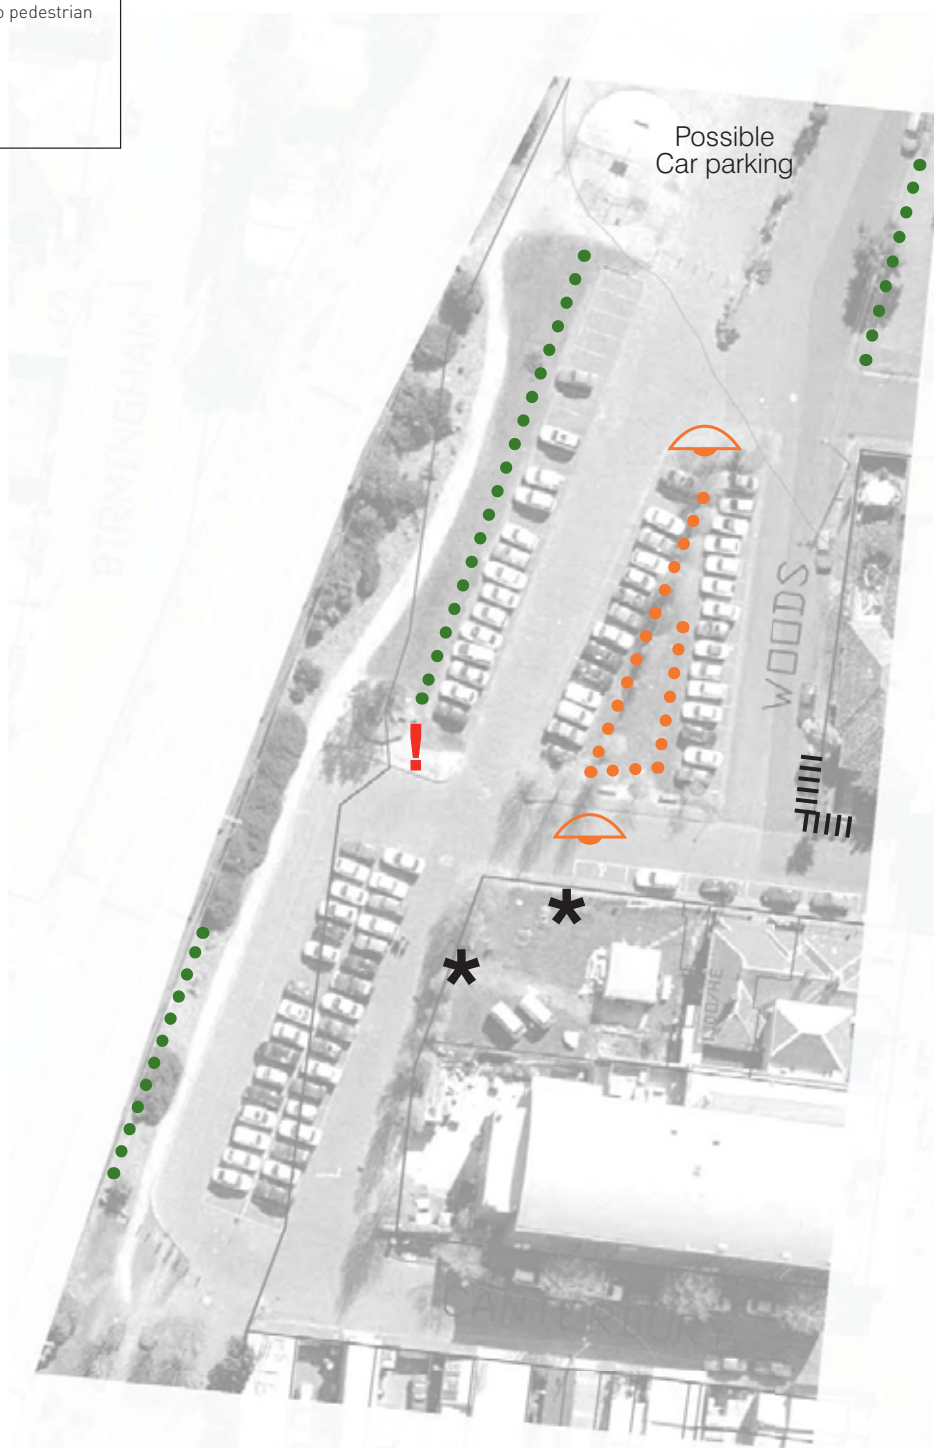 pedestrian
Possible
Car parking
BIRMINGHAM
WOODS
CANTERBURY
!
*
*